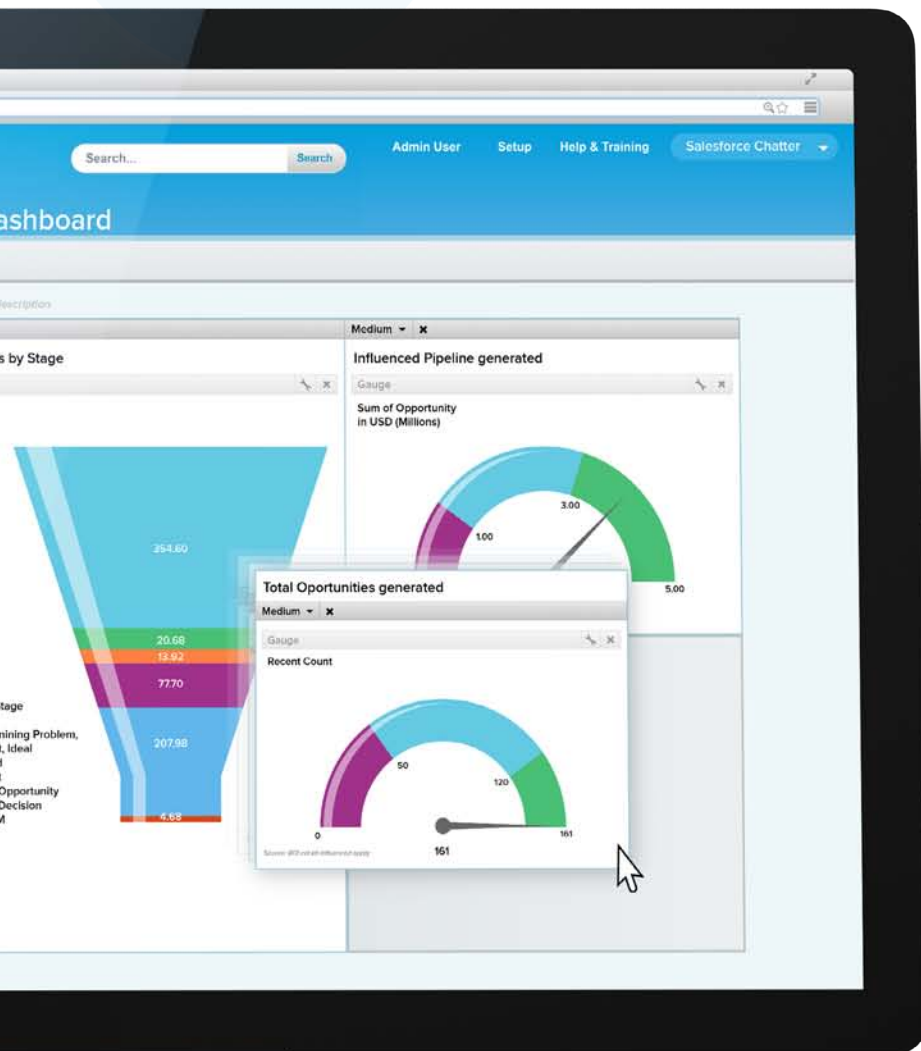 Search...
Search
Admin User
Setup
Help & Training
Salesforce Chatter
ashboard
escription
Medium
s by Stage
Influenced Pipeline generated
Gauge
Sum of Opportunity
in USD (Millions)
1.00
3.00
5.00
254.60
20.68
13.92
77.70
207.98
4.68
tage
mining Problem,
t, Ideal
d
t
Opportunity
Decision
M
Total Oportunities generated
Medium
Gauge
Recent Count
0
50
120
161
161